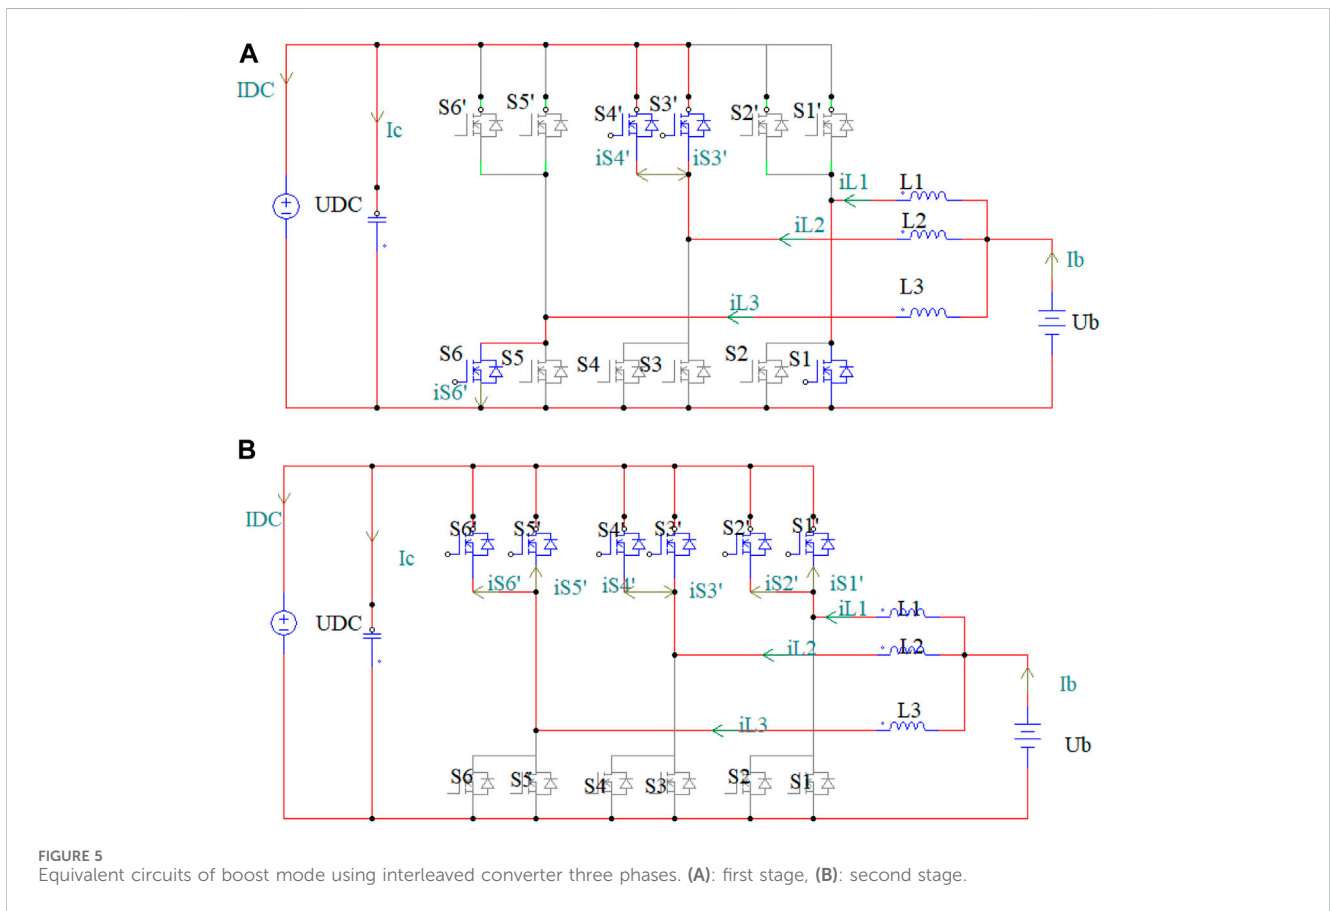 A
IDC
Ic
UDC
S6'
S5'
S4'
S3'
S2'
S1'
iS4'
iS3'
iL1
L1
iL2
L2
iL3
L3
Ib
Ub
S6
S5
S4
S3
S2
S1
iS6'
B
IDC
Ic
UDC
S6'
S5'
S4'
S3'
S2'
S1'
iS6'
iS5'
iS4'
iS3'
iS2'
iS1'
iL1
L1
iL2
L2
iL3
L3
Ib
Ub
S6
S5
S4
S3
S2
S1
FIGURE 5
Equivalent circuits of boost mode using interleaved converter three phases. (A): first stage, (B): second stage.